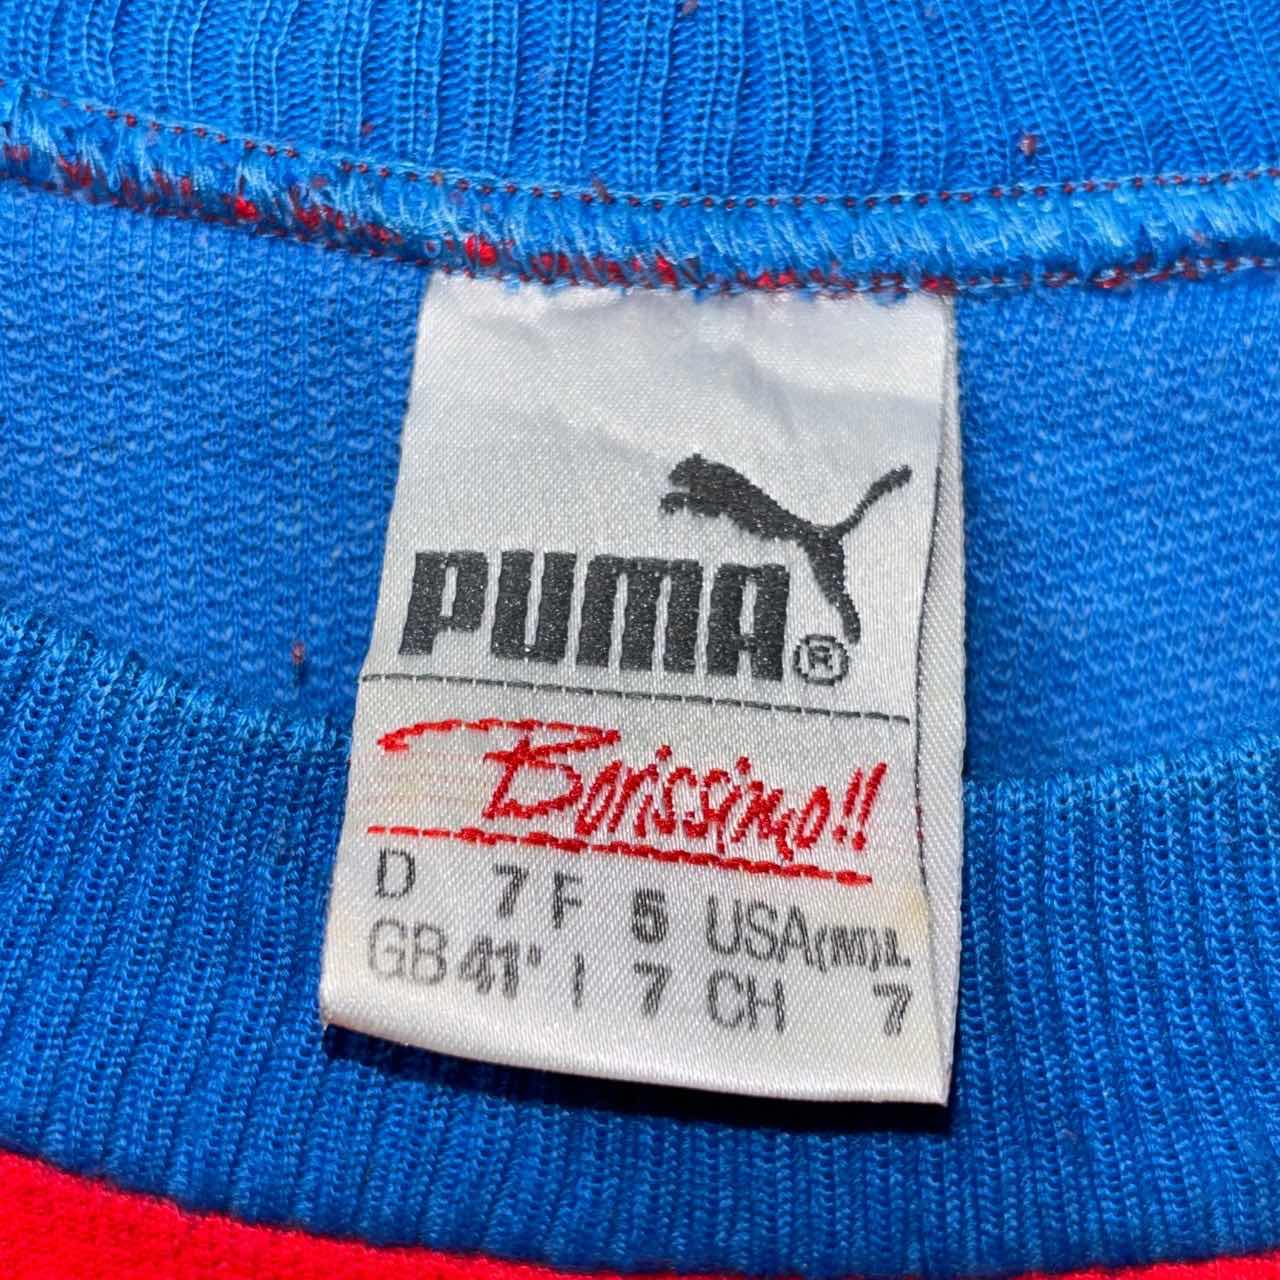 PUMA®
Borissimo!!
D 7 F 6 USA(m)L
GB 41" I 7 CH 7